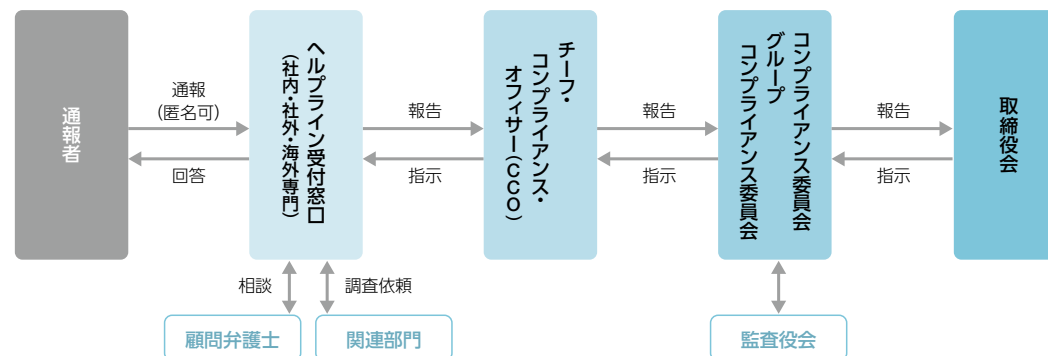 通報者
通報
(匿名可)
回答
ヘルプライン受付窓口
(社内・社外・海外専門)
報告
指示
チーフ・
コンプライアンス・
オフィサー(CCO)
報告
指示
コンプライアンス委員会
グループ
コンプライアンス委員会
報告
指示
取締役会
相談
調査依頼
顧問弁護士
関連部門
監査役会